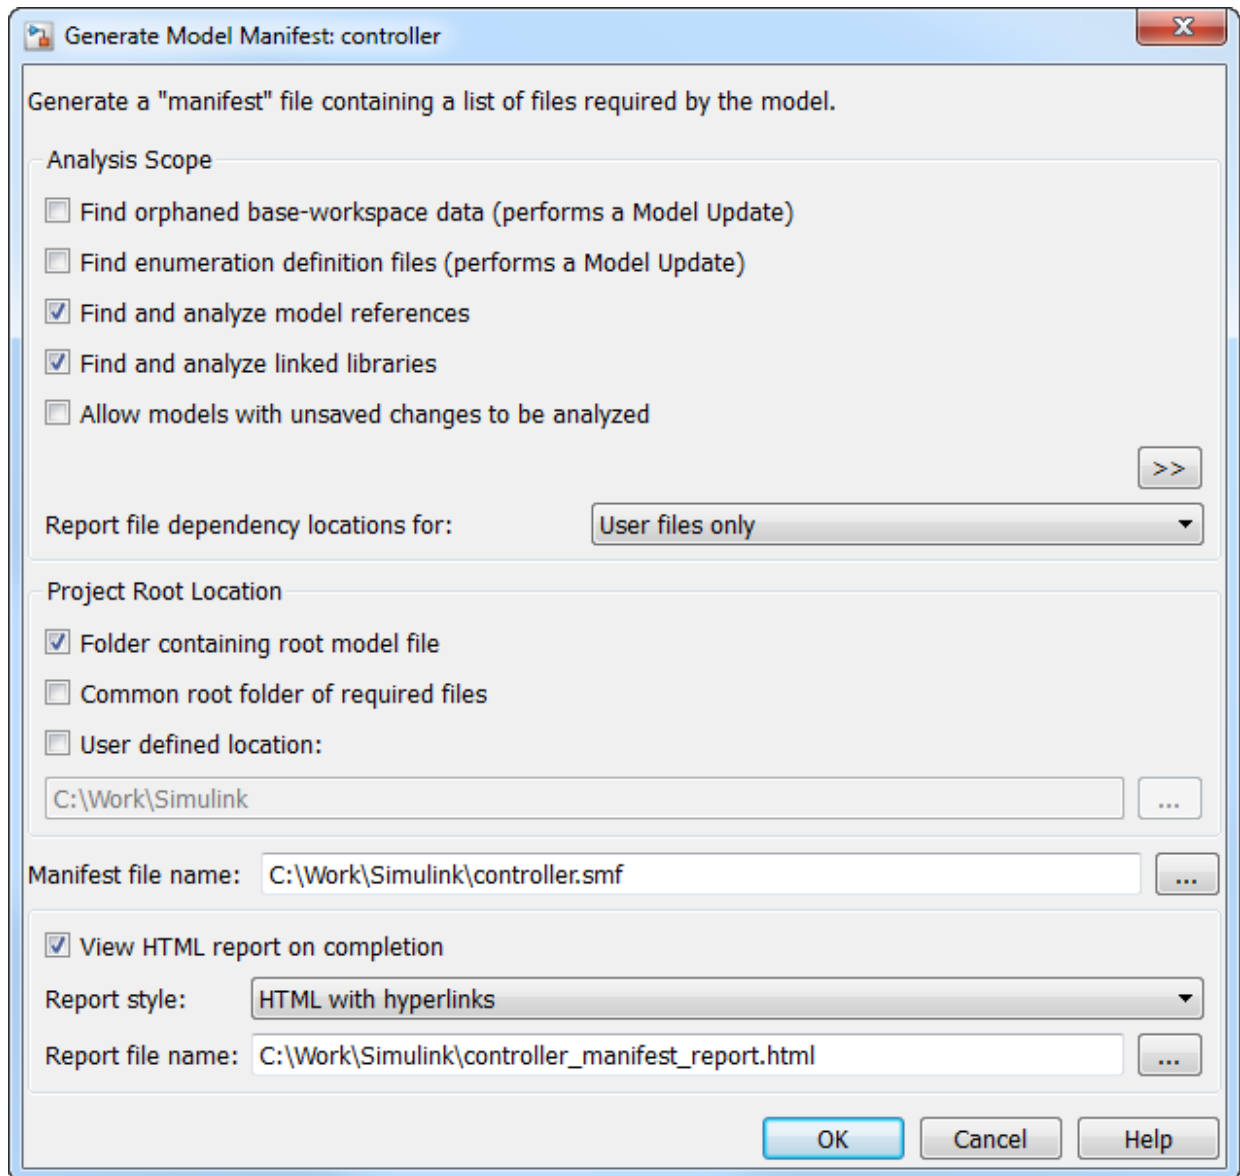 Generate Model Manifest: controller
Generate a "manifest" file containing a list of files required by the model.
Analysis Scope
Find orphaned base-workspace data (performs a Model Update)
Find enumeration definition files (performs a Model Update)
Find and analyze model references
Find and analyze linked libraries
Allow models with unsaved changes to be analyzed
>>
Report file dependency locations for: User files only
Project Root Location
Folder containing root model file
Common root folder of required files
User defined location:
C:\Work\Simulink ...
Manifest file name: C:\Work\Simulink\controller.smf ...
View HTML report on completion
Report style: HTML with hyperlinks
Report file name: C:\Work\Simulink\controller_manifest_report.html ...
OK Cancel Help